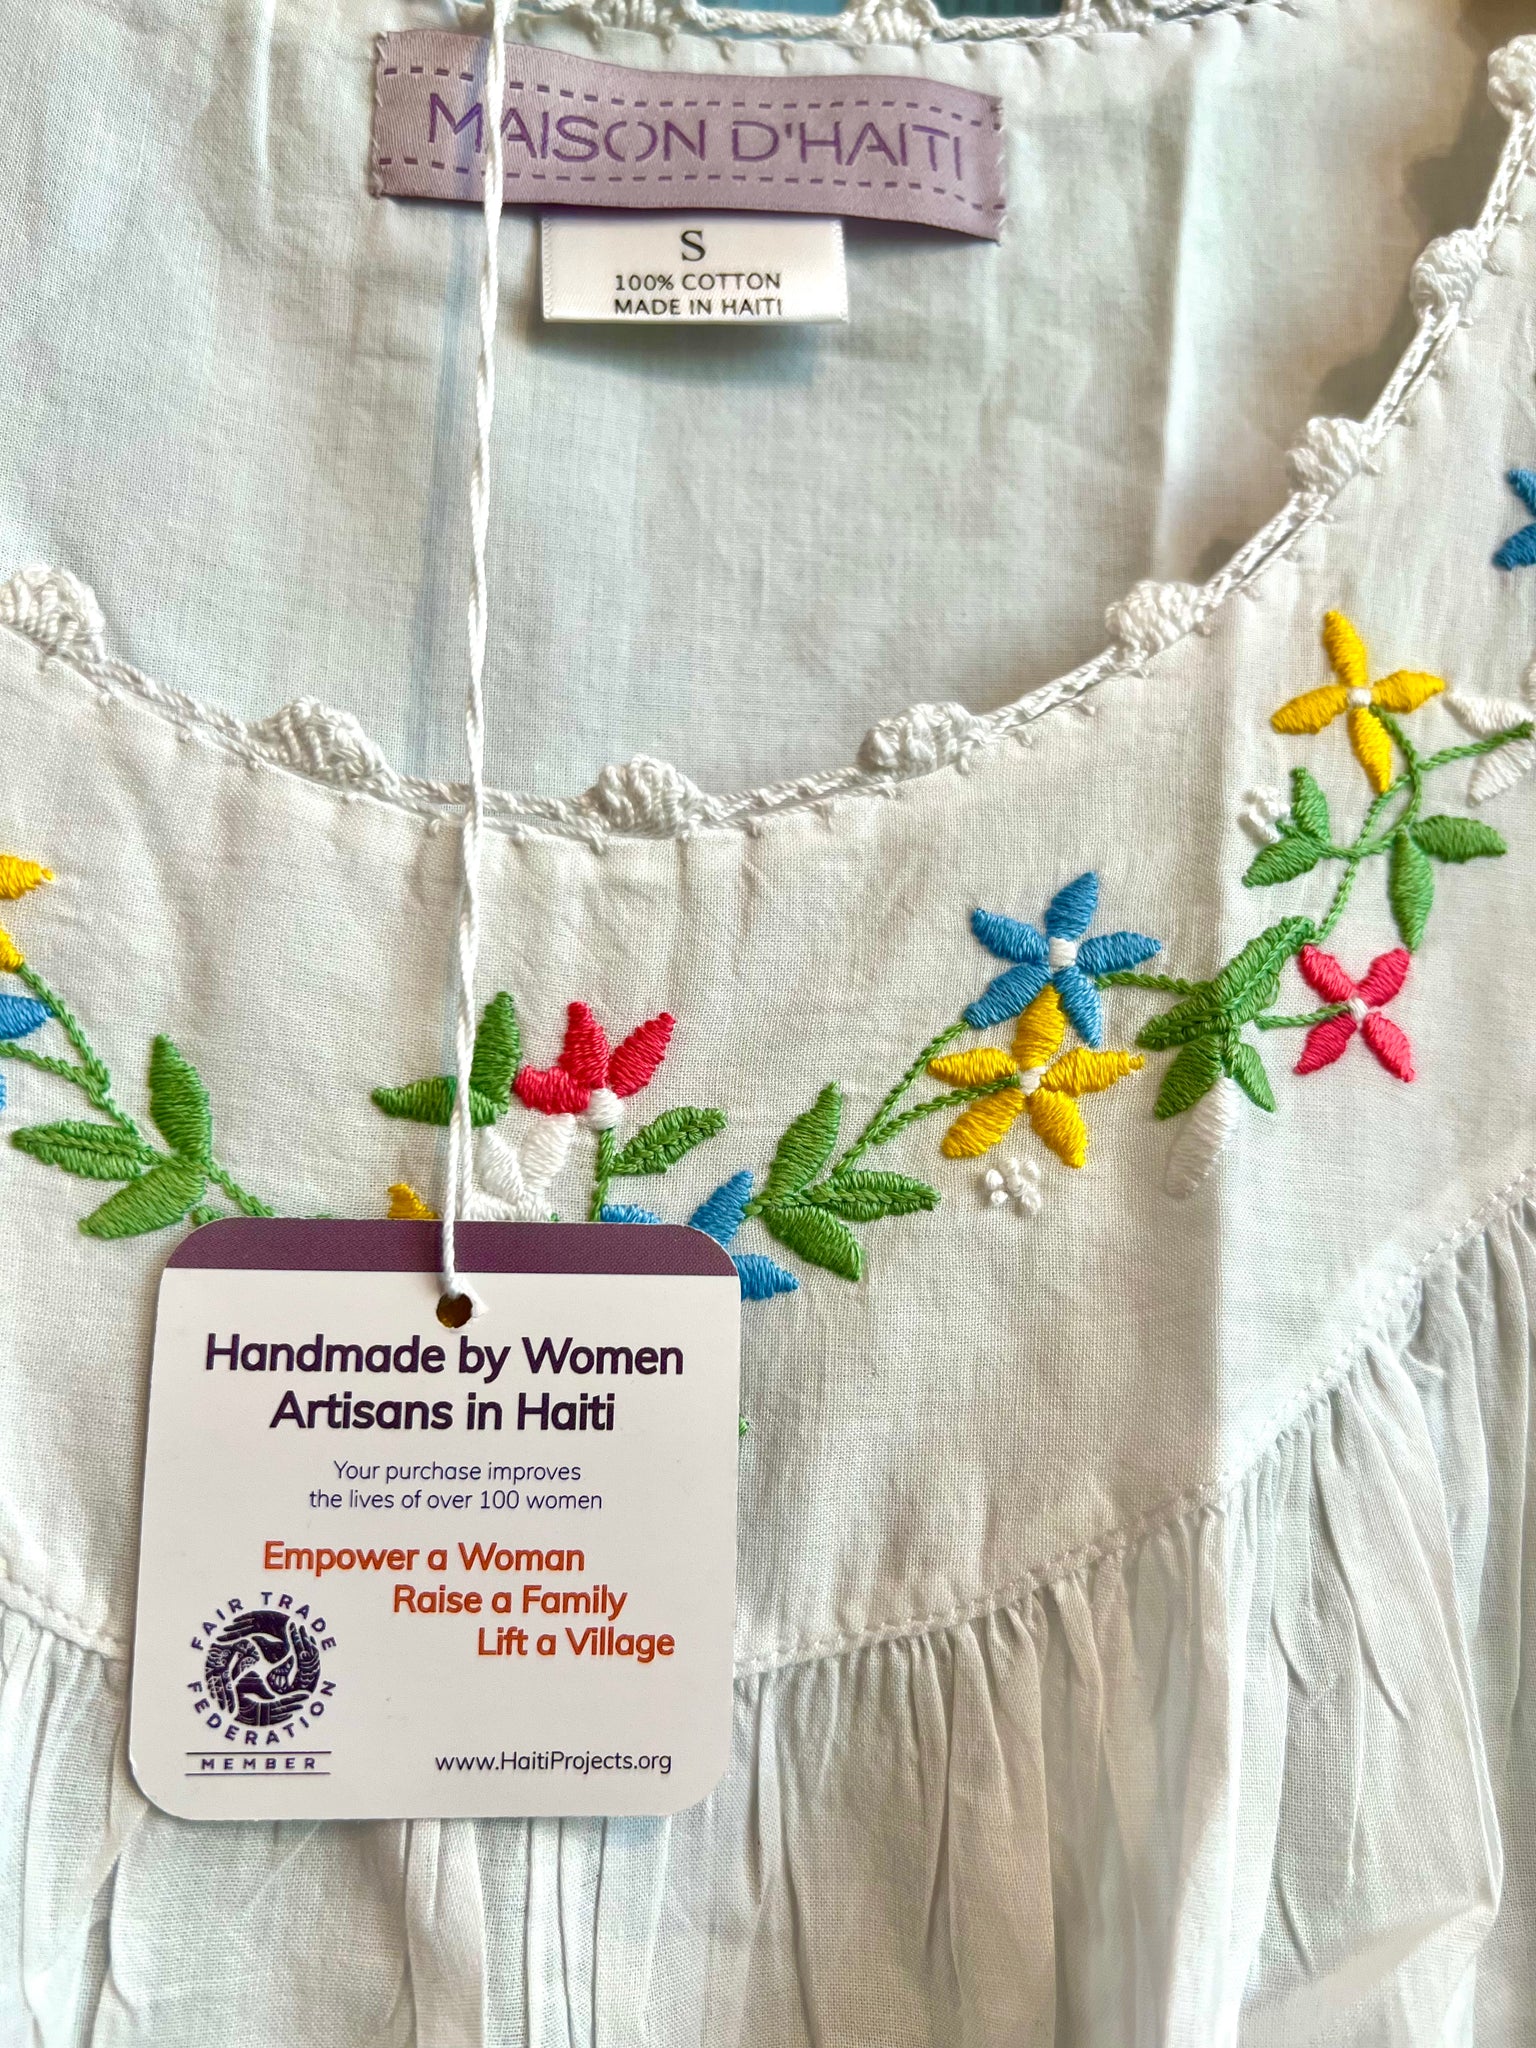 MAISON D'HAITI
S
100% COTTON
MADE IN HAITI
Handmade by Women
Artisans in Haiti
Your purchase improves
the lives of over 100 women
Empower a Woman
Raise a Family
Lift a Village
FAIR TRADE
FEDERATION
MEMBER
www.HaitiProjects.org